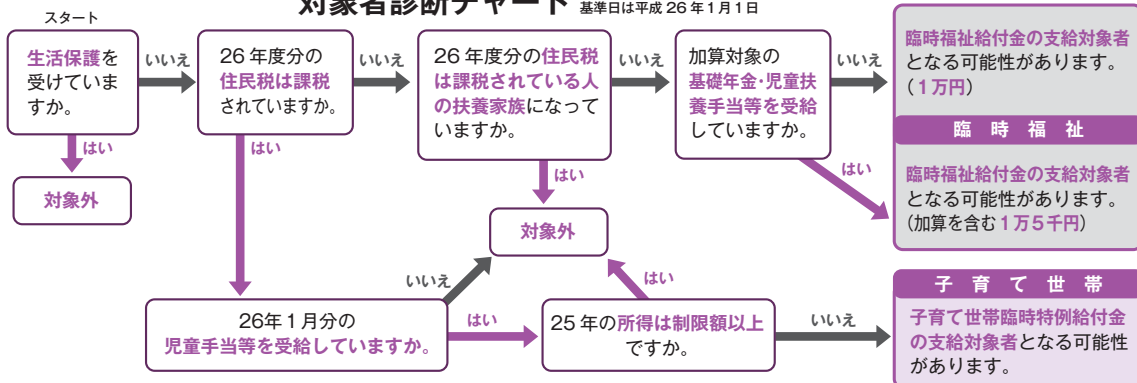 対象者診断チャート 基準日は平成26年1月1日
スタート
生活保護を
受けていま
すか。
いいえ
はい
対象外
26年度分の
住民税は課税
されていますか。
いいえ
はい
26年度分の住民税
は課税されている人
の扶養家族になって
いますか。
いいえ
はい
対象外
加算対象の
基礎年金・児童扶
養手当等を受給
していますか。
いいえ
はい
臨時福祉給付金の支給対象者
となる可能性があります。
(1万円)
臨時福祉
臨時福祉給付金の支給対象者
となる可能性があります。
(加算を含む1万5千円)
26年1月分の
児童手当等を受給していますか。
いいえ
はい
25年の所得は制限額以上
ですか。
はい
いいえ
子育て世帯
子育て世帯臨時特例給付金
の支給対象者となる可能性
があります。